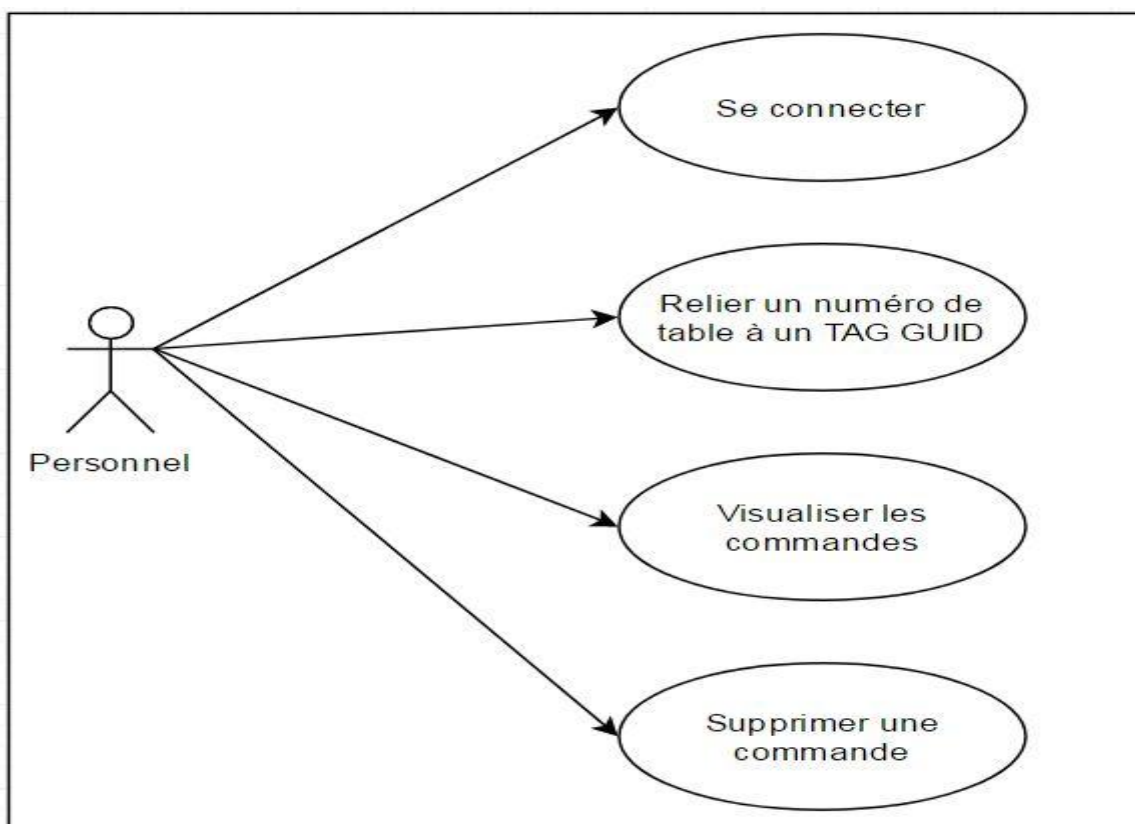 Se connecter
Relier un numéro de
table à un TAG GUID
Personnel
Visualiser les
commandes
Supprimer une
commande